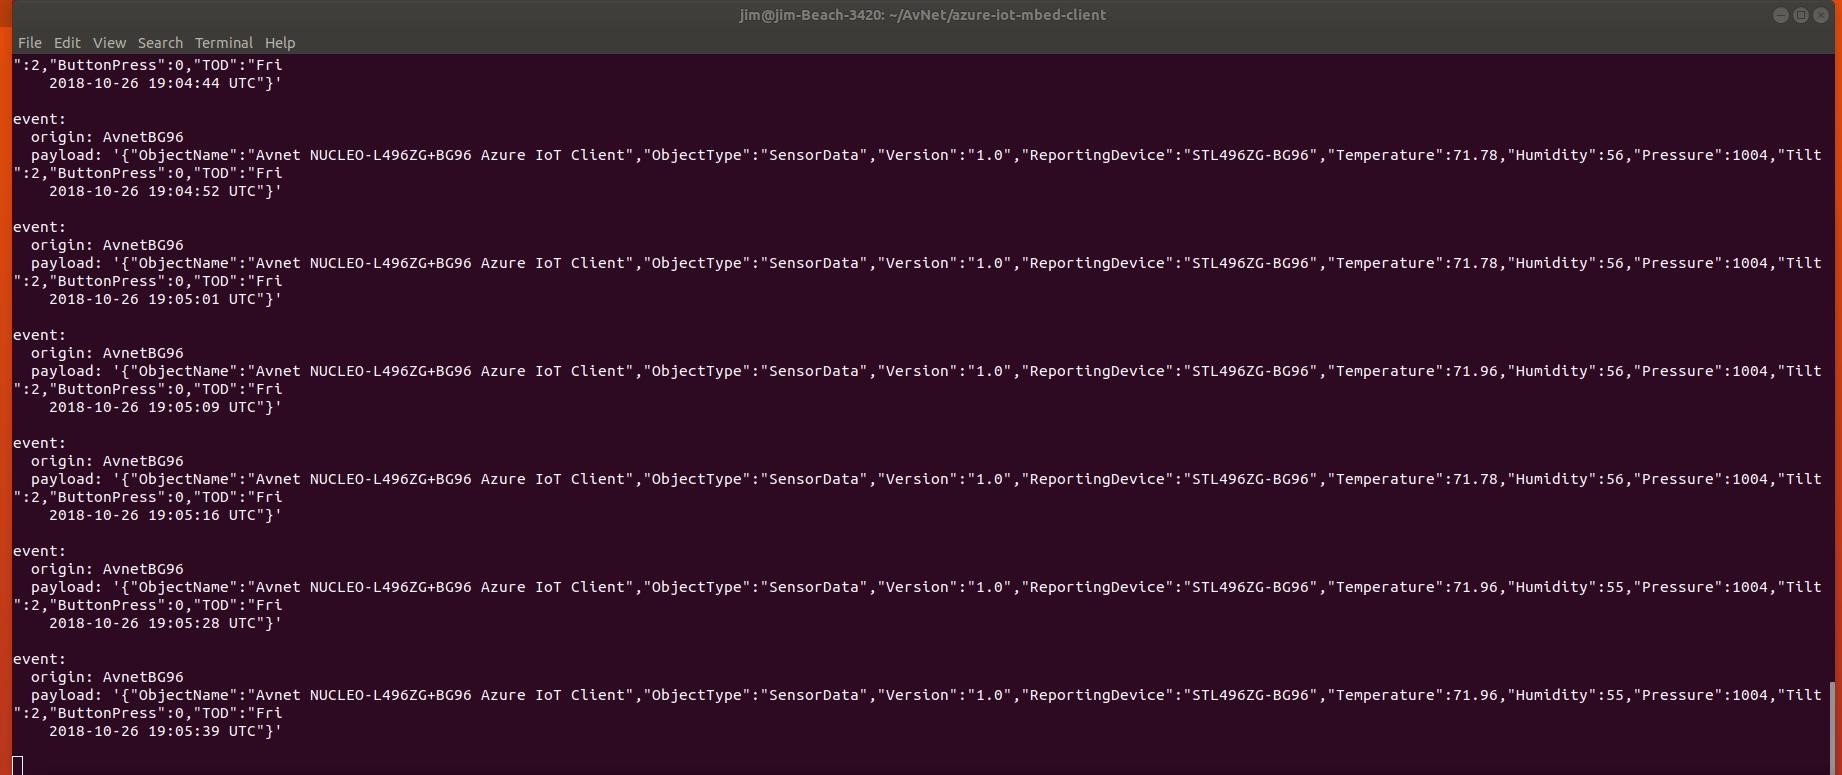 jim@jim-Beach-3420: ~/AvNet/azure-iot-mbed-client
File Edit View Search Terminal Help
":2,"ButtonPress":0,"TOD":"Fri
    2018-10-26 19:04:44 UTC"}'

event:
  origin: AvnetBG96
  payload: '{"ObjectName":"Avnet NUCLEO-L496ZG+BG96 Azure IoT Client","ObjectType":"SensorData","Version":"1.0","ReportingDevice":"STL496ZG-BG96","Temperature":71.78,"Humidity":56,"Pressure":1004,"Tilt
":2,"ButtonPress":0,"TOD":"Fri
    2018-10-26 19:04:52 UTC"}'

event:
  origin: AvnetBG96
  payload: '{"ObjectName":"Avnet NUCLEO-L496ZG+BG96 Azure IoT Client","ObjectType":"SensorData","Version":"1.0","ReportingDevice":"STL496ZG-BG96","Temperature":71.78,"Humidity":56,"Pressure":1004,"Tilt
":2,"ButtonPress":0,"TOD":"Fri
    2018-10-26 19:05:01 UTC"}'

event:
  origin: AvnetBG96
  payload: '{"ObjectName":"Avnet NUCLEO-L496ZG+BG96 Azure IoT Client","ObjectType":"SensorData","Version":"1.0","ReportingDevice":"STL496ZG-BG96","Temperature":71.96,"Humidity":56,"Pressure":1004,"Tilt
":2,"ButtonPress":0,"TOD":"Fri
    2018-10-26 19:05:09 UTC"}'

event:
  origin: AvnetBG96
  payload: '{"ObjectName":"Avnet NUCLEO-L496ZG+BG96 Azure IoT Client","ObjectType":"SensorData","Version":"1.0","ReportingDevice":"STL496ZG-BG96","Temperature":71.78,"Humidity":56,"Pressure":1004,"Tilt
":2,"ButtonPress":0,"TOD":"Fri
    2018-10-26 19:05:16 UTC"}'

event:
  origin: AvnetBG96
  payload: '{"ObjectName":"Avnet NUCLEO-L496ZG+BG96 Azure IoT Client","ObjectType":"SensorData","Version":"1.0","ReportingDevice":"STL496ZG-BG96","Temperature":71.96,"Humidity":55,"Pressure":1004,"Tilt
":2,"ButtonPress":0,"TOD":"Fri
    2018-10-26 19:05:28 UTC"}'

event:
  origin: AvnetBG96
  payload: '{"ObjectName":"Avnet NUCLEO-L496ZG+BG96 Azure IoT Client","ObjectType":"SensorData","Version":"1.0","ReportingDevice":"STL496ZG-BG96","Temperature":71.96,"Humidity":55,"Pressure":1004,"Tilt
":2,"ButtonPress":0,"TOD":"Fri
    2018-10-26 19:05:39 UTC"}'